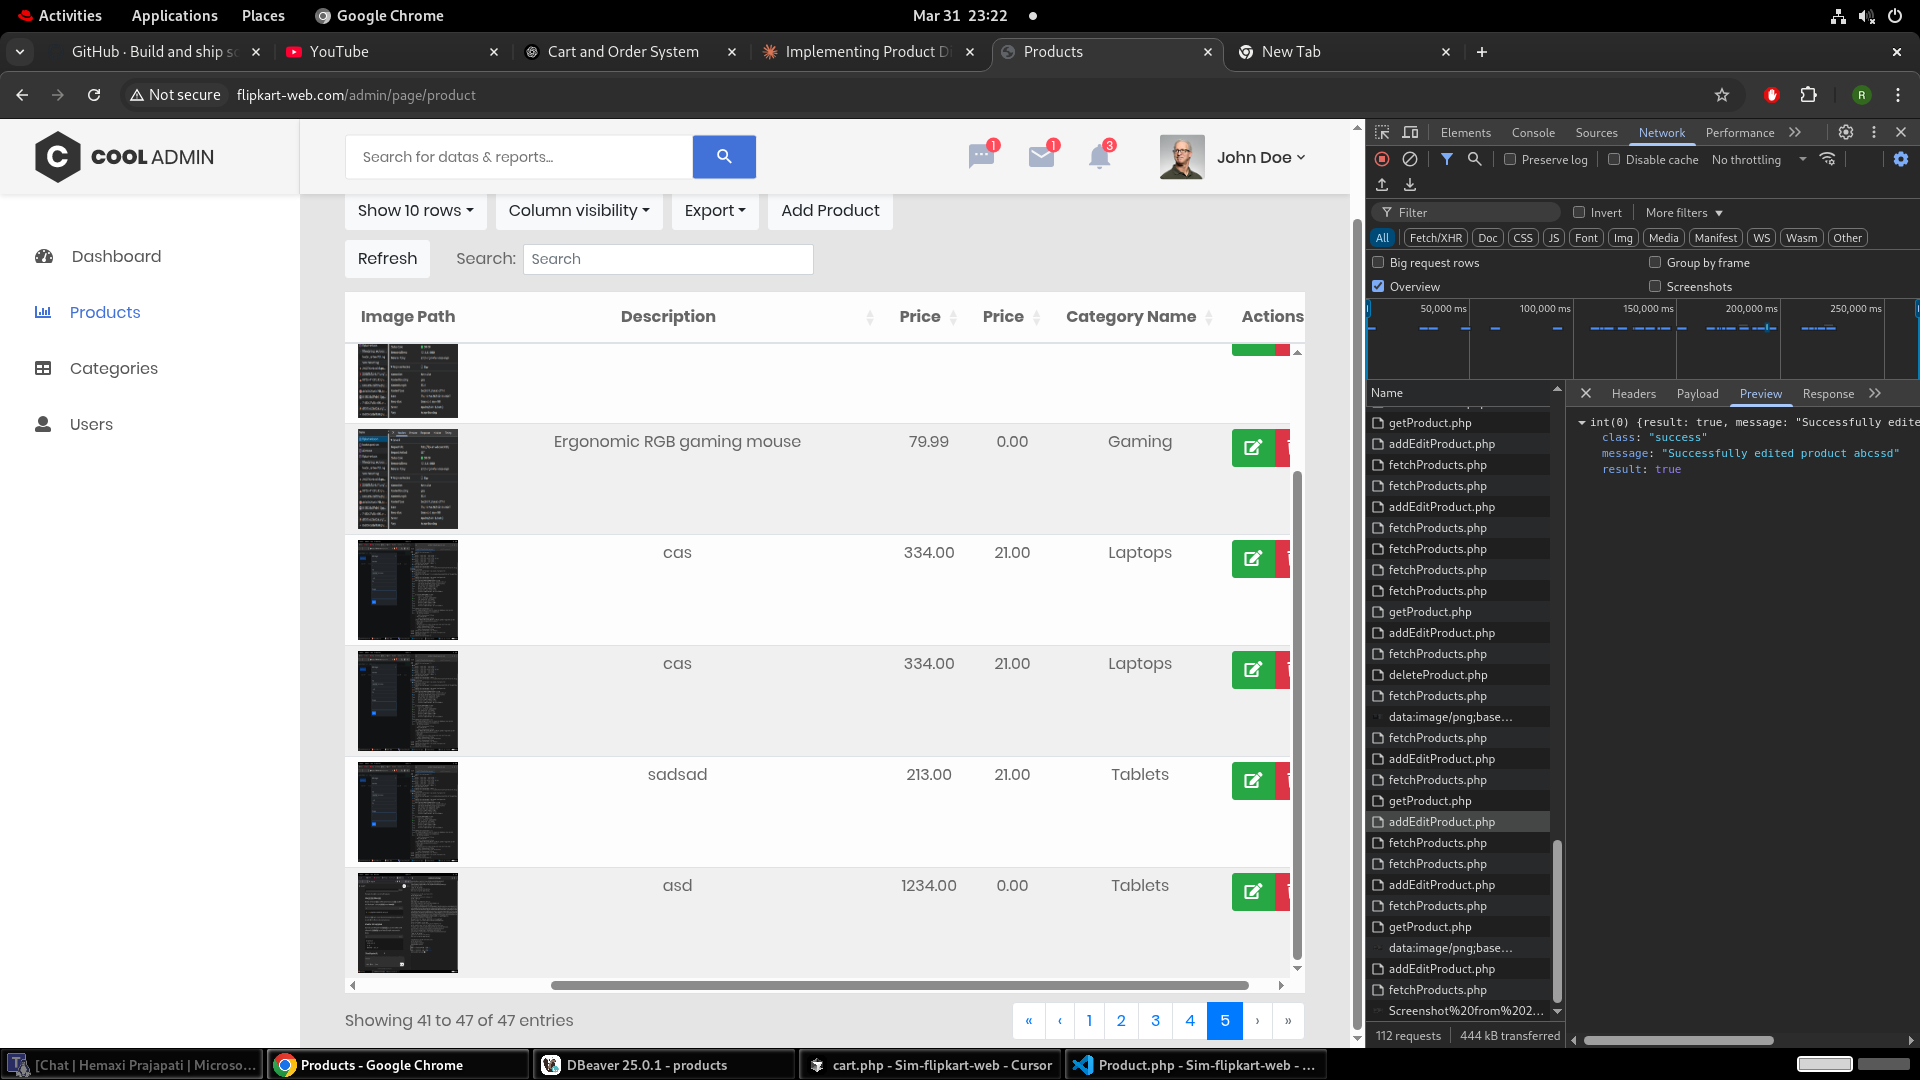 Activities Applications Places Google Chrome Mar 31 23:22
GitHub · Build and ship so YouTube Cart and Order System Implementing Product Di Products New Tab
Not secure flipkart-web.com/admin/page/product R
C COOL ADMIN
Search for datas & reports...
1 1 3
John Doe
Dashboard
Products
Categories
Users
Show 10 rows Column visibility Export Add Product
Refresh Search: Search
Image Path Description Price Price Category Name Actions
Ergonomic RGB gaming mouse 79.99 0.00 Gaming
cas 334.00 21.00 Laptops
cas 334.00 21.00 Laptops
sadsad 213.00 21.00 Tablets
asd 1234.00 0.00 Tablets
Showing 41 to 47 of 47 entries
« ‹ 1 2 3 4 5 › »
Elements Console Sources Network Performance
Preserve log Disable cache No throttling
Filter Invert More filters
All Fetch/XHR Doc CSS JS Font Img Media Manifest WS Wasm Other
Big request rows Group by frame
Overview Screenshots
50,000 ms 100,000 ms 150,000 ms 200,000 ms 250,000 ms
Name
getProduct.php
addEditProduct.php
fetchProducts.php
fetchProducts.php
addEditProduct.php
fetchProducts.php
fetchProducts.php
fetchProducts.php
fetchProducts.php
getProduct.php
addEditProduct.php
fetchProducts.php
deleteProduct.php
fetchProducts.php
data:image/png;base...
fetchProducts.php
addEditProduct.php
fetchProducts.php
getProduct.php
addEditProduct.php
fetchProducts.php
fetchProducts.php
addEditProduct.php
fetchProducts.php
getProduct.php
data:image/png;base...
addEditProduct.php
fetchProducts.php
Screenshot%20from%202...
112 requests 444 kB transferred
Headers Payload Preview Response
int(0) {result: true, message: "Successfully edite
class: "success"
message: "Successfully edited product abcssd"
result: true
[Chat | Hemaxi Prajapati | Microso... Products - Google Chrome DBeaver 25.0.1 - products cart.php - Sim-flipkart-web - Cursor Product.php - Sim-flipkart-web - ...